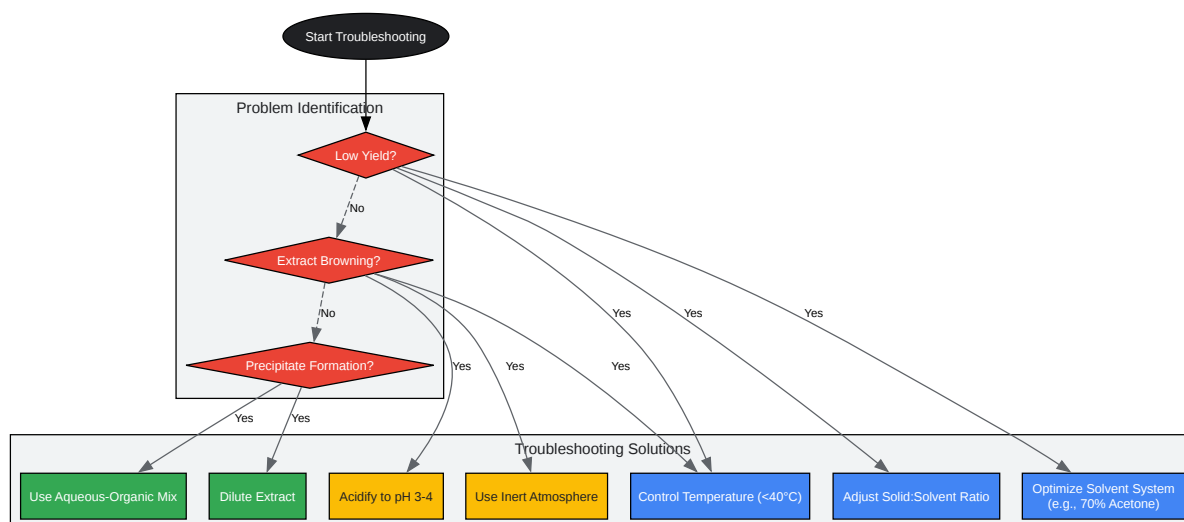 Start Troubleshooting
Problem Identification
Low Yield?
No
Extract Browning?
No
Yes
Yes
Yes
Precipitate Formation?
Yes
Yes
Yes
Yes
Yes
Troubleshooting Solutions
Use Aqueous-Organic Mix
Dilute Extract
Acidify to pH 3-4
Use Inert Atmosphere
Control Temperature (<40°C)
Adjust Solid:Solvent Ratio
Optimize Solvent System
(e.g., 70% Acetone)